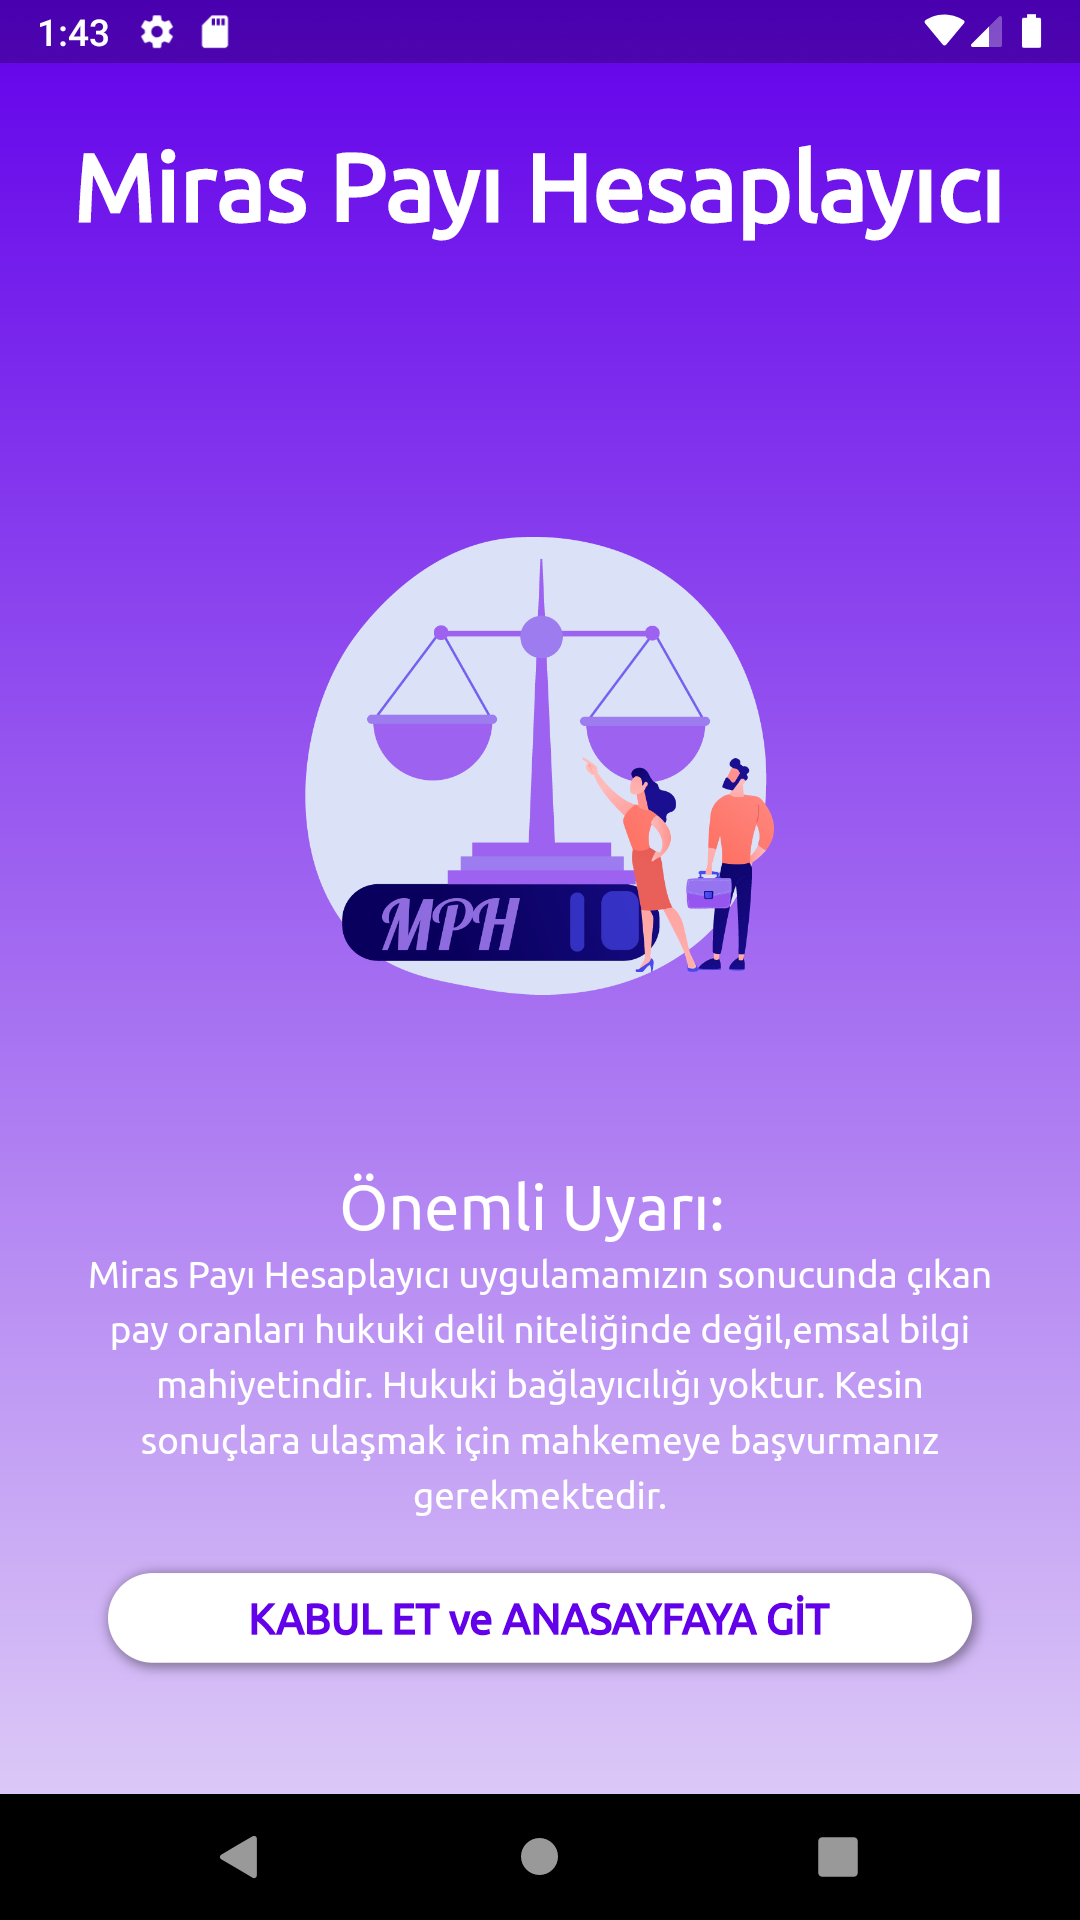 1:43
Miras Payı Hesaplayıcı
MPH
Önemli Uyarı:
Miras Payı Hesaplayıcı uygulamamızın sonucunda çıkan
pay oranları hukuki delil niteliğinde değil,emsal bilgi
mahiyetindir. Hukuki bağlayıcılığı yoktur. Kesin
sonuçlara ulaşmak için mahkemeye başvurmanız
gerekmektedir.
KABUL ET ve ANASAYFAYA GİT